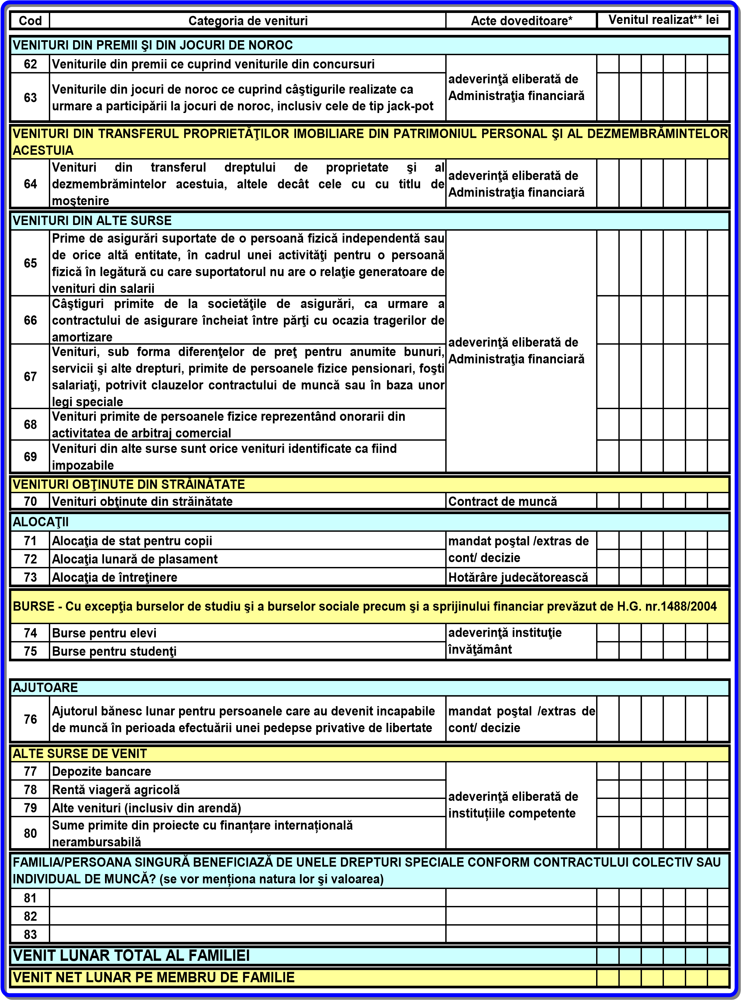 Cod Categoria de venituri Acte doveditoare* Venitul realizat** lei
VENITURI DIN PREMII ŞI DIN JOCURI DE NOROC
62 Veniturile din premii ce cuprind veniturile din concursuri
adeverinţă eliberată de
Administraţia financiară
63 Veniturile din jocuri de noroc ce cuprind câştigurile realizate ca
urmare a participării la jocuri de noroc, inclusiv cele de tip jack-pot
VENITURI DIN TRANSFERUL PROPRIETĂŢILOR IMOBILIARE DIN PATRIMONIUL PERSONAL ŞI AL DEZMEMBRĂMINTELOR
ACESTUIA
64 Venituri din transferul dreptului de proprietate şi al
dezmembrămintelor acestuia, altele decât cele cu cu titlu de
moştenire
adeverinţă eliberată de
Administraţia financiară
VENITURI DIN ALTE SURSE
65 Prime de asigurări suportate de o persoană fizică independentă sau
de orice altă entitate, în cadrul unei activităţi pentru o persoană
fizică în legătură cu care suportatorul nu are o relaţie generatoare de
venituri din salarii
66 Câştiguri primite de la societăţile de asigurări, ca urmare a
contractului de asigurare încheiat între părţi cu ocazia tragerilor de
amortizare
adeverinţă eliberată de
Administraţia financiară
67 Venituri, sub forma diferenţelor de preţ pentru anumite bunuri,
servicii şi alte drepturi, primite de persoanele fizice pensionari, foşti
salariaţi, potrivit clauzelor contractului de muncă sau în baza unor
legi speciale
68 Venituri primite de persoanele fizice reprezentând onorarii din
activitatea de arbitraj comercial
69 Venituri din alte surse sunt orice venituri identificate ca fiind
impozabile
VENITURI OBŢINUTE DIN STRĂINĂTATE
70 Venituri obţinute din străinătate Contract de muncă
ALOCAŢII
71 Alocaţia de stat pentru copii mandat poştal /extras de
72 Alocaţia lunară de plasament cont/ decizie
73 Alocaţia de întreţinere Hotărâre judecătorească
BURSE - Cu excepţia burselor de studiu şi a burselor sociale precum şi a sprijinului financiar prevăzut de H.G. nr.1488/2004
74 Burse pentru elevi adeverinţă instituţie
75 Burse pentru studenţi învăţământ
AJUTOARE
76 Ajutorul bănesc lunar pentru persoanele care au devenit incapabile
de muncă în perioada efectuării unei pedepse privative de libertate
mandat poştal /extras de
cont/ decizie
ALTE SURSE DE VENIT
77 Depozite bancare
78 Rentă viageră agricolă
adeverinţă eliberată de
instituțiile competente
79 Alte venituri (inclusiv din arendă)
80 Sume primite din proiecte cu finanțare internațională
nerambursabilă
FAMILIA/PERSOANA SINGURĂ BENEFICIAZĂ DE UNELE DREPTURI SPECIALE CONFORM CONTRACTULUI COLECTIV SAU
INDIVIDUAL DE MUNCĂ? (se vor menționa natura lor şi valoarea)
81
82
83
VENIT LUNAR TOTAL AL FAMILIEI
VENIT NET LUNAR PE MEMBRU DE FAMILIE